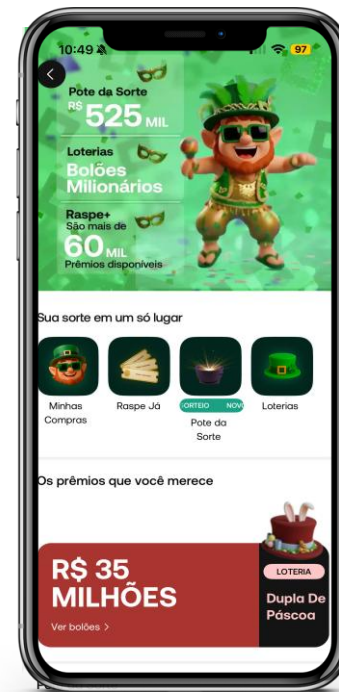 10:49
97
Pote da Sorte
R$ 525 MIL
Loterias
Bolões
Milionários
Raspe+
São mais de
60 MIL
Prêmios disponíveis
Sua sorte em um só lugar
Minhas
Compras
Raspe Já
SORTEIO NOVO
Pote da
Sorte
Loterias
Os prêmios que você merece
R$ 35
MILHÕES
Ver bolões >
LOTERIA
Dupla De
Páscoa